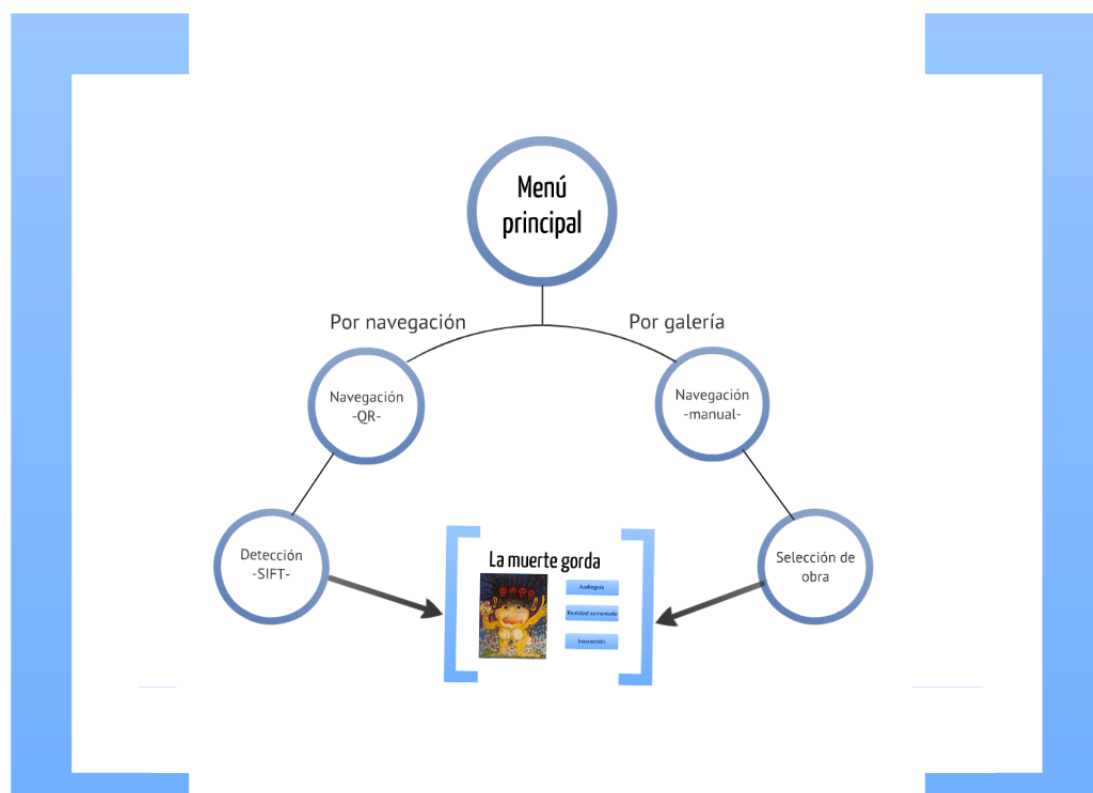 Menú
principal
Por navegación
Por galería
Navegación
-QR-
Navegación
-manual-
Detección
-SIFT-
Selección de
obra
La muerte gorda
Audioguía
Realidad aumentada
Interacción